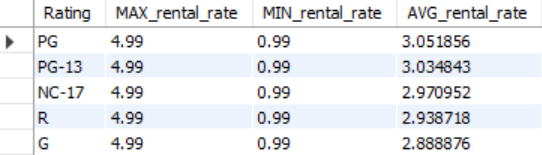 Rating MAX_rental_rate MIN_rental_rate AVG_rental_rate
PG 4.99 0.99 3.051856
PG-13 4.99 0.99 3.034843
NC-17 4.99 0.99 2.970952
R 4.99 0.99 2.938718
G 4.99 0.99 2.888876